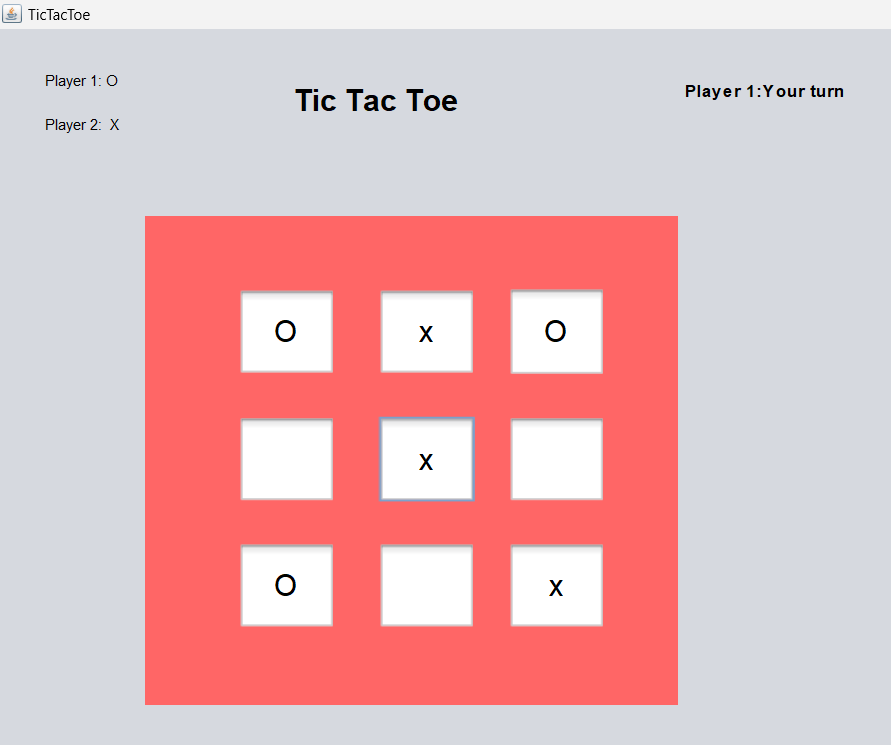 TicTacToe
Player 1: O
Tic Tac Toe
Player 1:Your turn
Player 2: X
O x O
x
O x